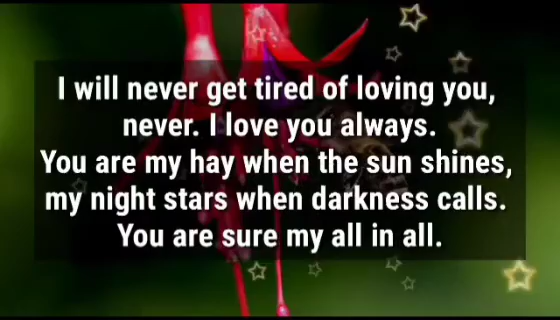 I will never get tired of loving you,
never. I love you always.
You are my hay when the sun shines,
my night stars when darkness calls.
You are sure my all in all.